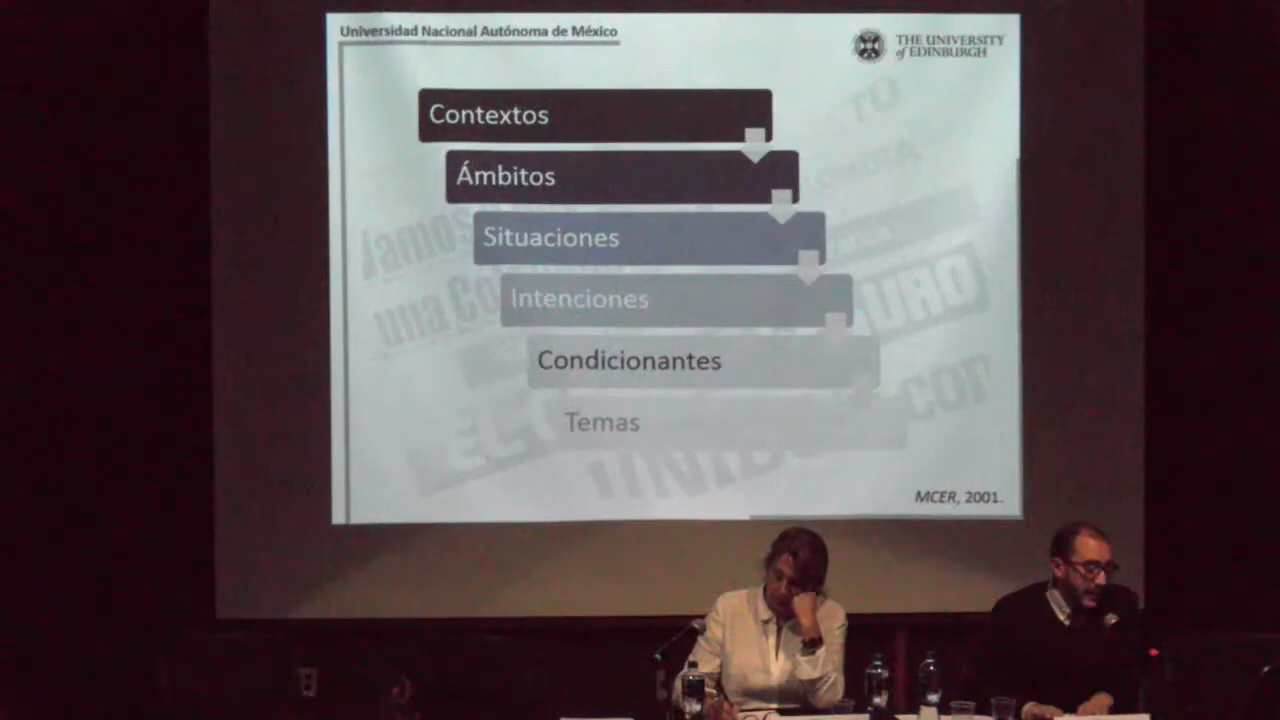 Universidad Nacional Autónoma de México
THE UNIVERSITY
of EDINBURGH
Contextos
Ámbitos
Situaciones
Intenciones
Condicionantes
Temas
MCER, 2001.